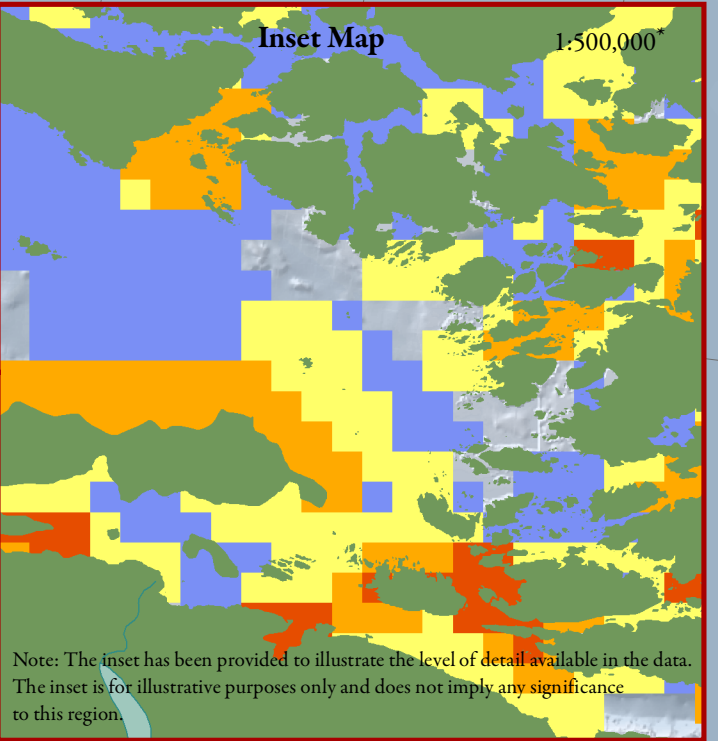 Inset Map
1:500,000*
Note: The inset has been provided to illustrate the level of detail available in the data.
The inset is for illustrative purposes only and does not imply any significance
to this region.